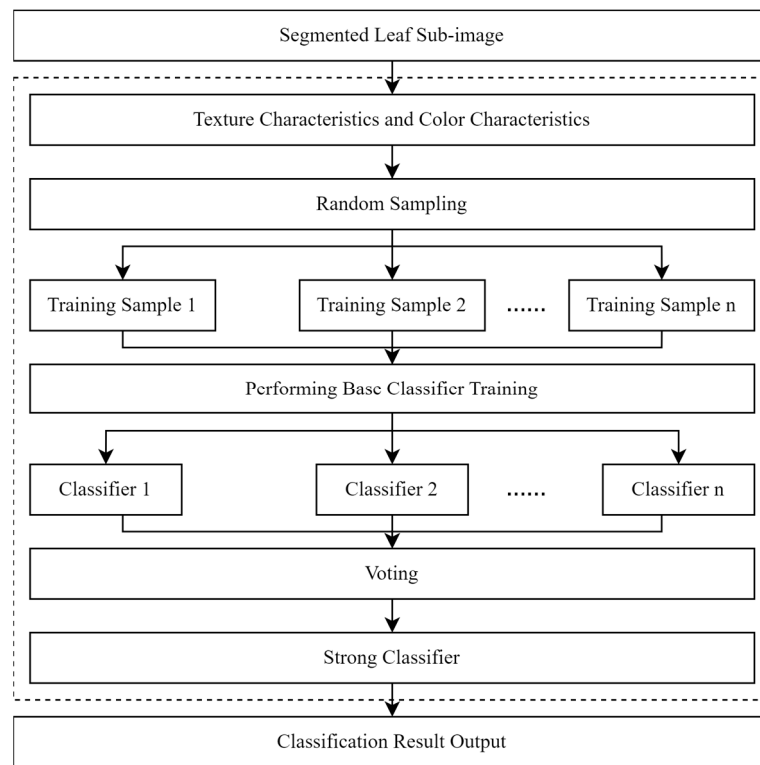 Segmented Leaf Sub-image
Texture Characteristics and Color Characteristics
Random Sampling
Training Sample 1
Training Sample 2
......
Training Sample n
Performing Base Classifier Training
Classifier 1
Classifier 2
......
Classifier n
Voting
Strong Classifier
Classification Result Output